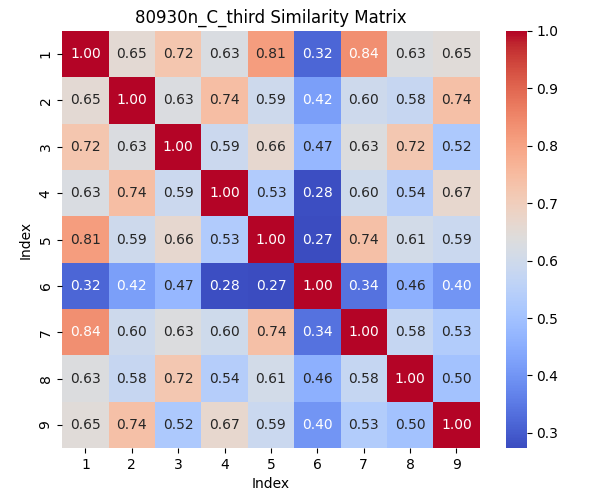 80930n_C_third Similarity Matrix
1 1.00 0.65 0.72 0.63 0.81 0.32 0.84 0.63 0.65
2 0.65 1.00 0.63 0.74 0.59 0.42 0.60 0.58 0.74
3 0.72 0.63 1.00 0.59 0.66 0.47 0.63 0.72 0.52
4 0.63 0.74 0.59 1.00 0.53 0.28 0.60 0.54 0.67
5 0.81 0.59 0.66 0.53 1.00 0.27 0.74 0.61 0.59
6 0.32 0.42 0.47 0.28 0.27 1.00 0.34 0.46 0.40
7 0.84 0.60 0.63 0.60 0.74 0.34 1.00 0.58 0.53
8 0.63 0.58 0.72 0.54 0.61 0.46 0.58 1.00 0.50
9 0.65 0.74 0.52 0.67 0.59 0.40 0.53 0.50 1.00
1 2 3 4 5 6 7 8 9
Index
Index
1.0
0.9
0.8
0.7
0.6
0.5
0.4
0.3